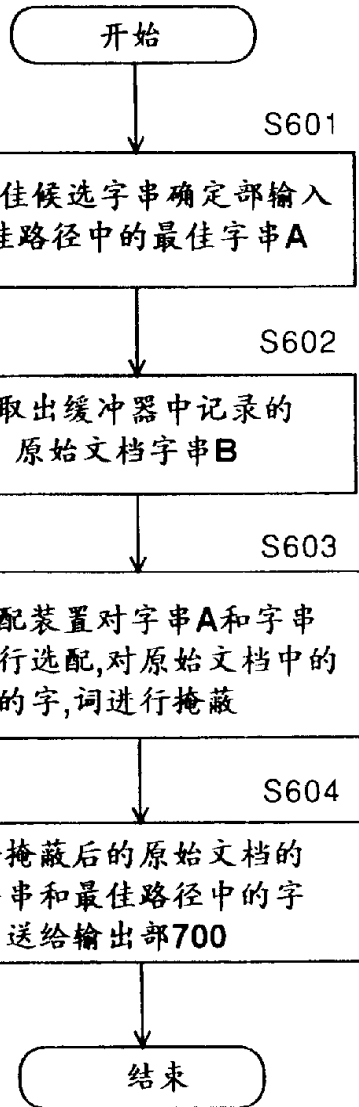 开始
S601
佳候选字串确定部输入
佳路径中的最佳字串A
S602
取出缓冲器中记录的
原始文档字串B
S603
配装置对字串A和字串
行选配,对原始文档中的
的字,词进行掩蔽
S604
掩蔽后的原始文档的
串和最佳路径中的字
送给输出部700
结束